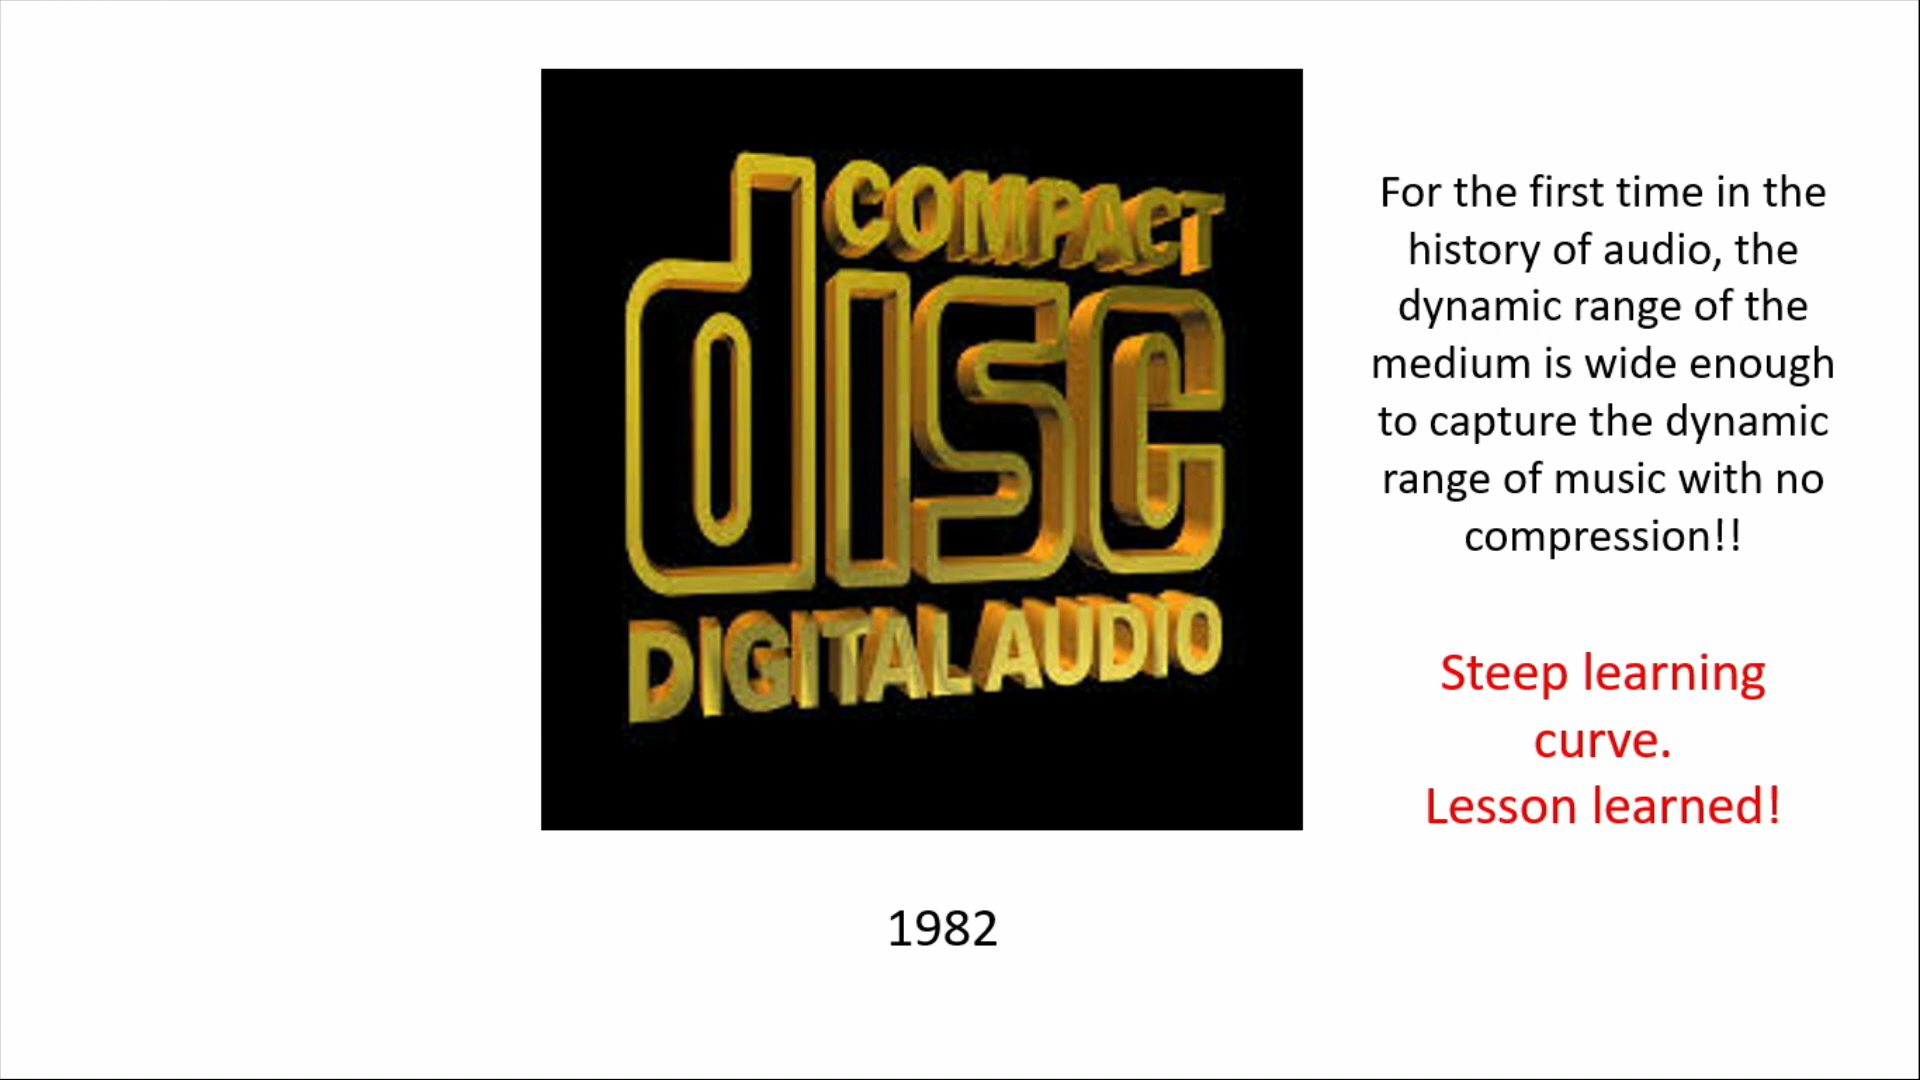 COMPACT
disc
DIGITAL AUDIO
For the first time in the
history of audio, the
dynamic range of the
medium is wide enough
to capture the dynamic
range of music with no
compression!!
Steep learning
curve.
Lesson learned!
1982